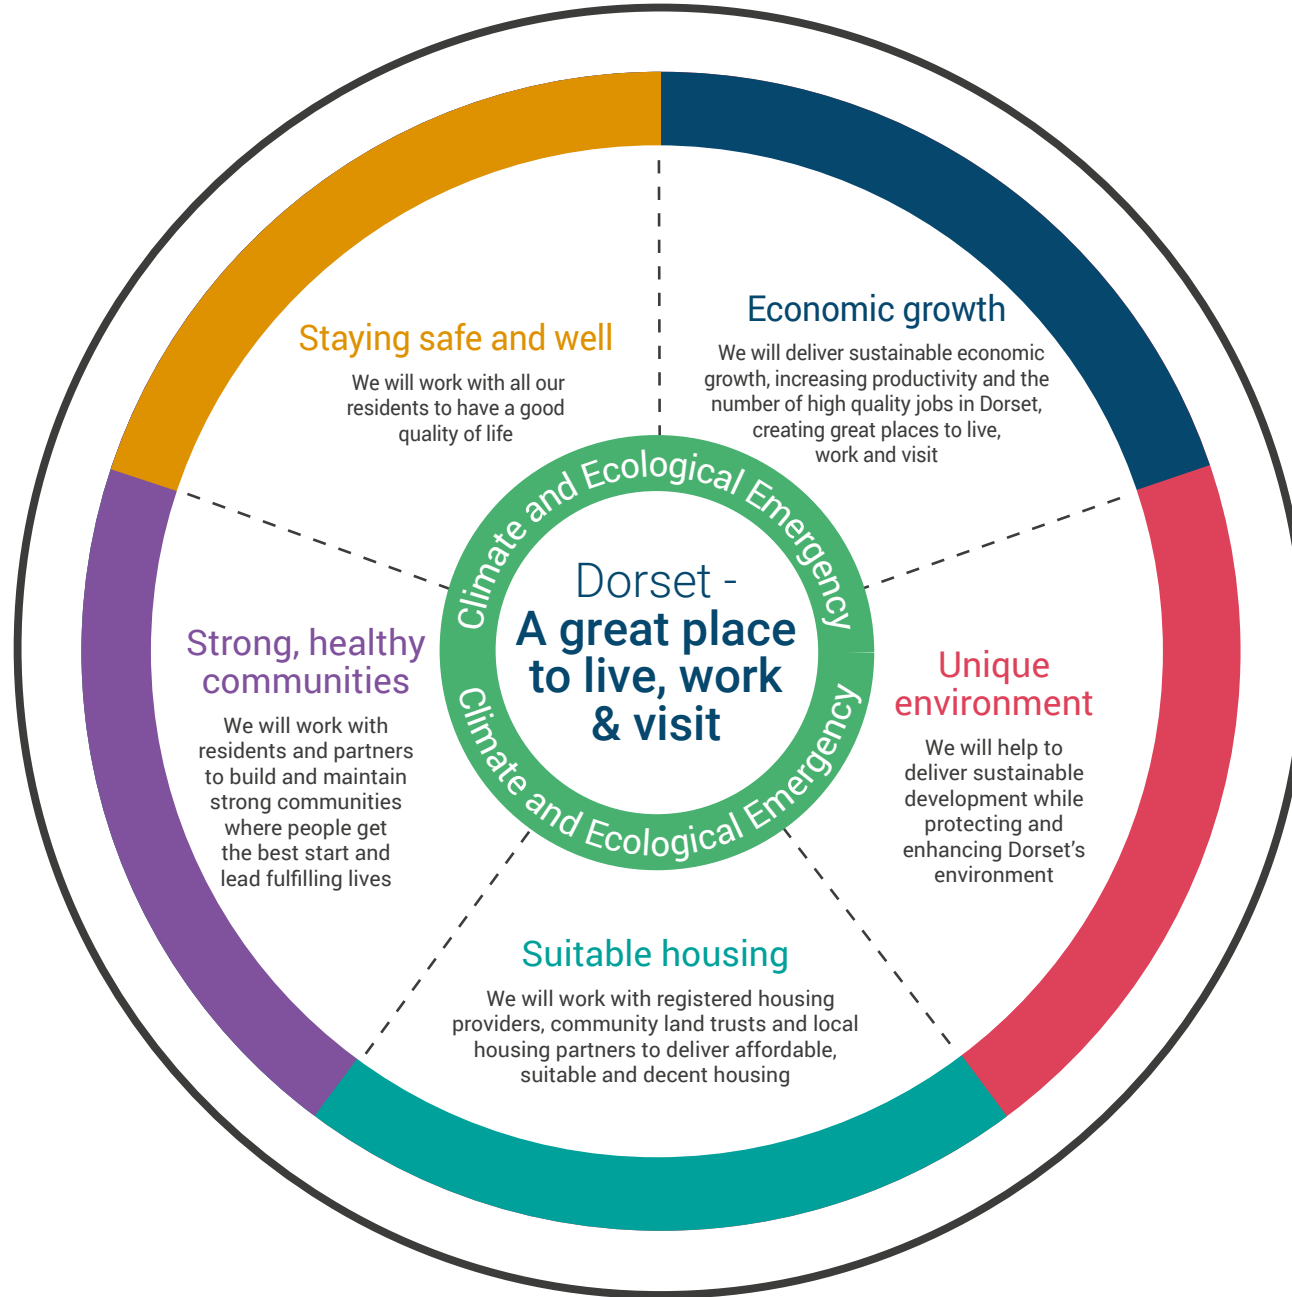 Staying safe and well
We will work with all our
residents to have a good
quality of life
Economic growth
We will deliver sustainable economic
growth, increasing productivity and the
number of high quality jobs in Dorset,
creating great places to live,
work and visit
Climate and Ecological Emergency
Dorset -
A great place
to live, work
& visit
Climate and Ecological Emergency
Strong, healthy
communities
We will work with
residents and partners
to build and maintain
strong communities
where people get
the best start and
lead fulfilling lives
Unique
environment
We will help to
deliver sustainable
development while
protecting and
enhancing Dorset’s
environment
Suitable housing
We will work with registered housing
providers, community land trusts and local
housing partners to deliver affordable,
suitable and decent housing